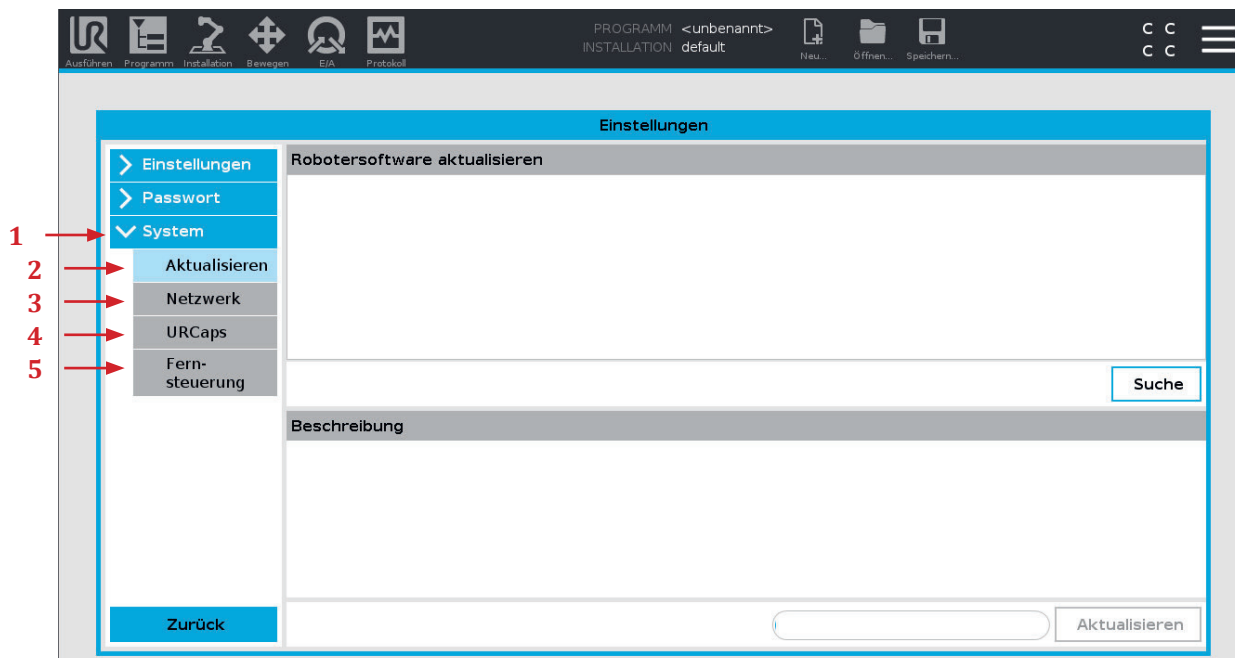 PROGRAMM <unbenannt>
INSTALLATION default
C C
C C
UR
Ausführen Programm Installation Bewegen E/A Protokoll
Neu... Öffnen... Speichern...
Einstellungen
Einstellungen
Passwort
1 System
2 Aktualisieren
3 Netzwerk
4 URCaps
5 Fern-
steuerung
Zurück
Robotersoftware aktualisieren
Suche
Beschreibung
Aktualisieren